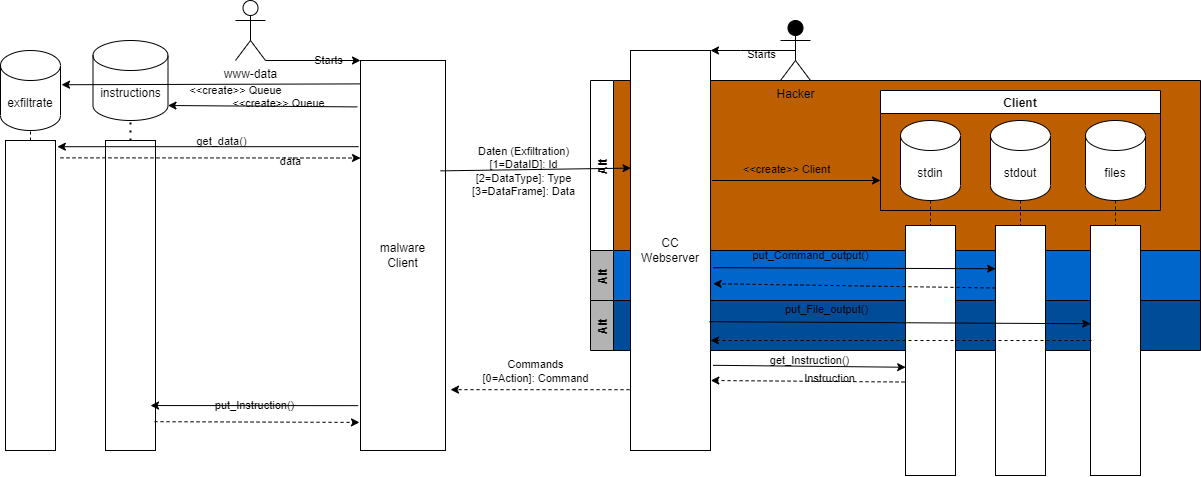 Starts
www-data
<<create>> Queue
<<create>> Queue
exfiltrate
instructions
get_data()
data
malware
Client
put_Instruction()
Daten (Exfiltration)
[1=DataID]: Id
[2=DataType]: Type
[3=DataFrame]: Data
Commands
[0=Action]: Command
Starts
Hacker
CC
Webserver
Alt
<<create>> Client
Client
stdin
stdout
files
Alt
put_Command_output()
Alt
put_File_output()
get_Instruction()
Instruction